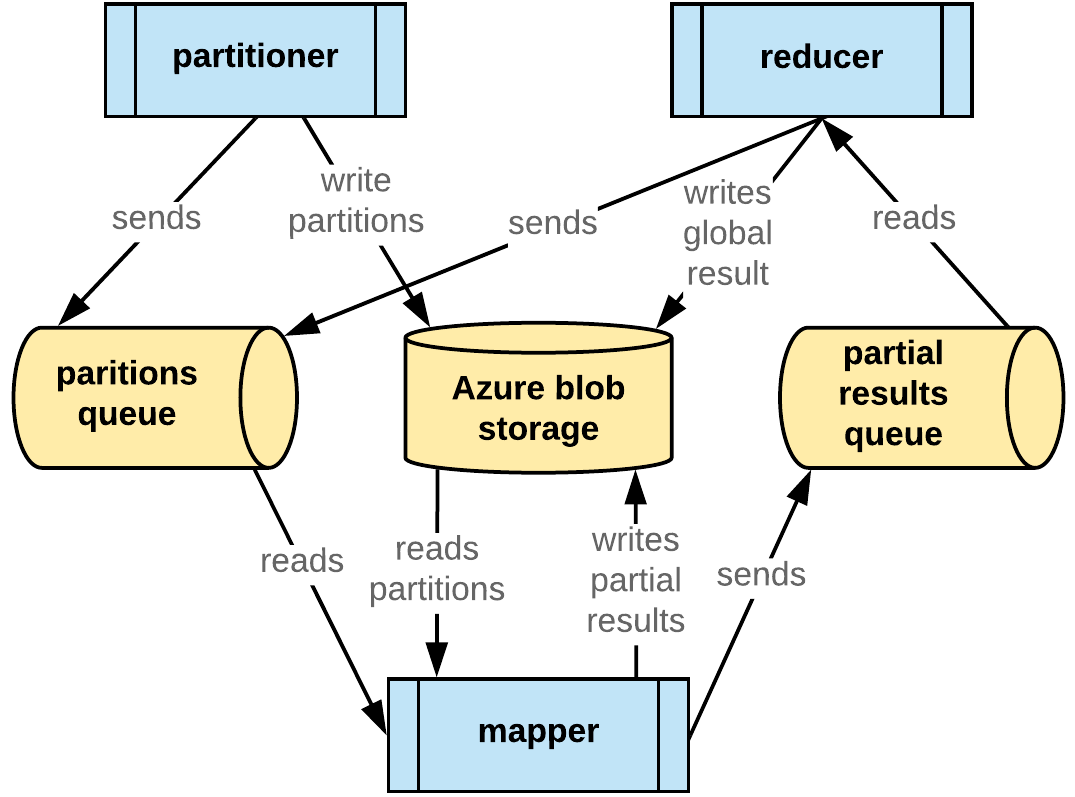 partitioner
reducer
write
partitions
sends
sends
writes
global
result
reads
paritions
queue
Azure blob
storage
partial
results
queue
reads
reads
partitions
writes
partial
results
sends
mapper